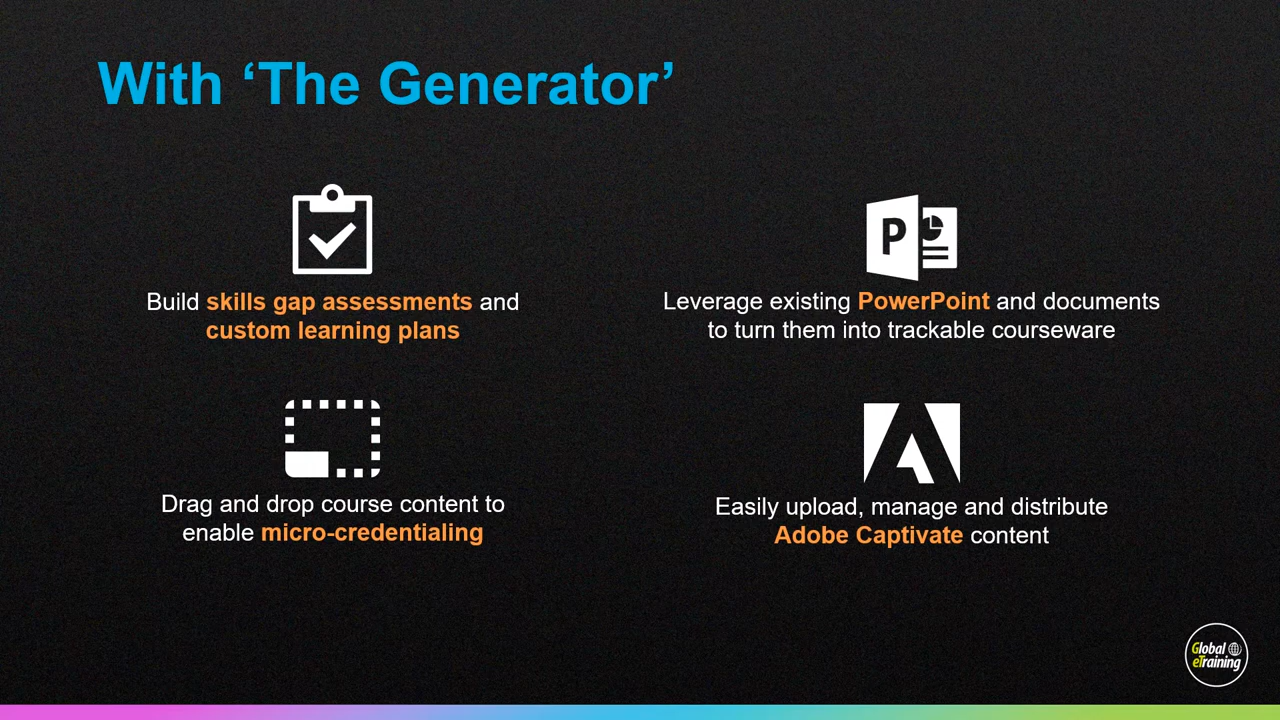 With ‘The Generator’
Build skills gap assessments and
custom learning plans
P
Leverage existing PowerPoint and documents
to turn them into trackable courseware
Drag and drop course content to
enable micro-credentialing
Easily upload, manage and distribute
Adobe Captivate content
Global
eTraining